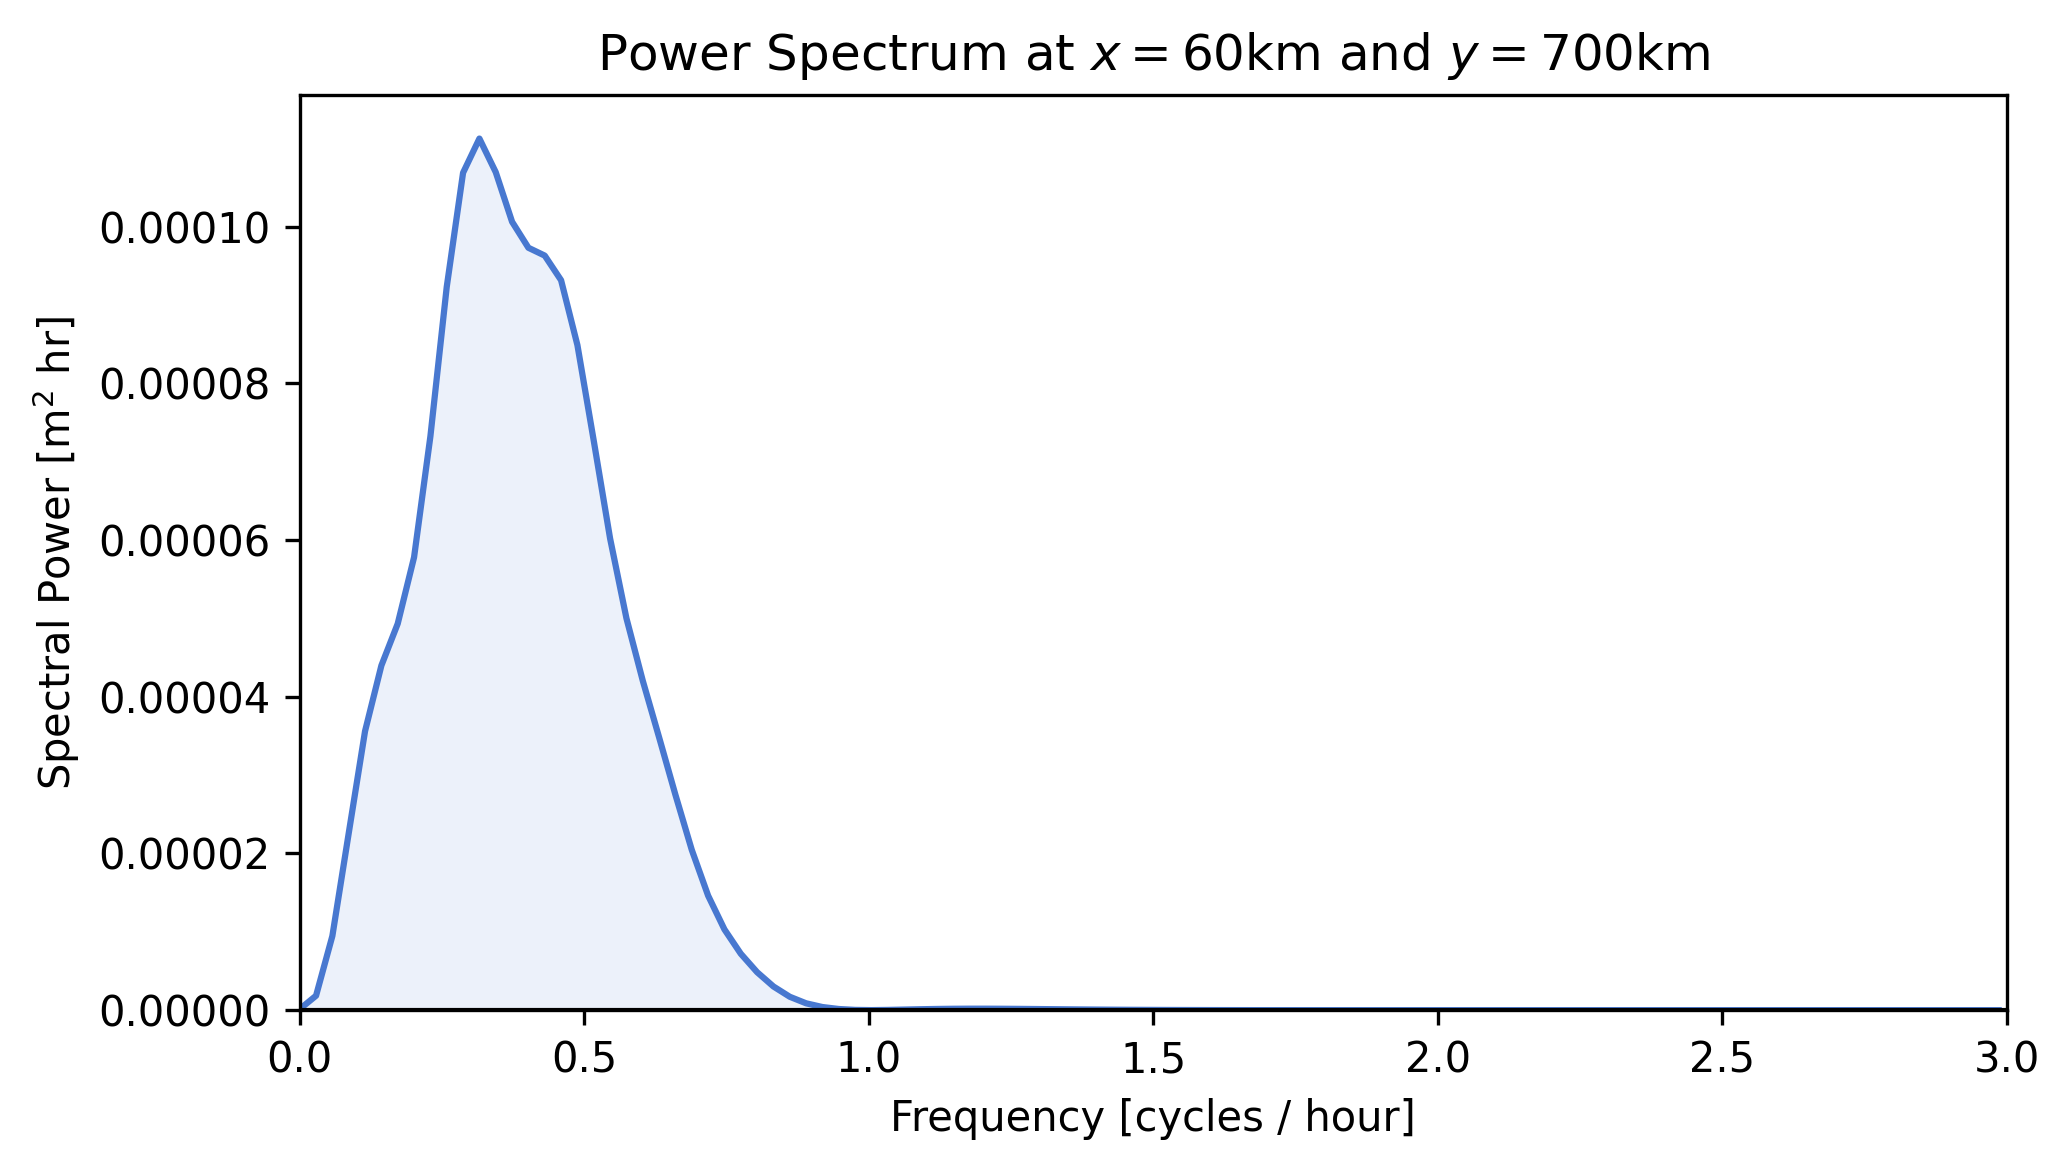 Power Spectrum at x = 60km and y = 700km
Spectral Power [m² hr]
0.00010
0.00008
0.00006
0.00004
0.00002
0.00000
0.0 0.5 1.0 1.5 2.0 2.5 3.0
Frequency [cycles / hour]